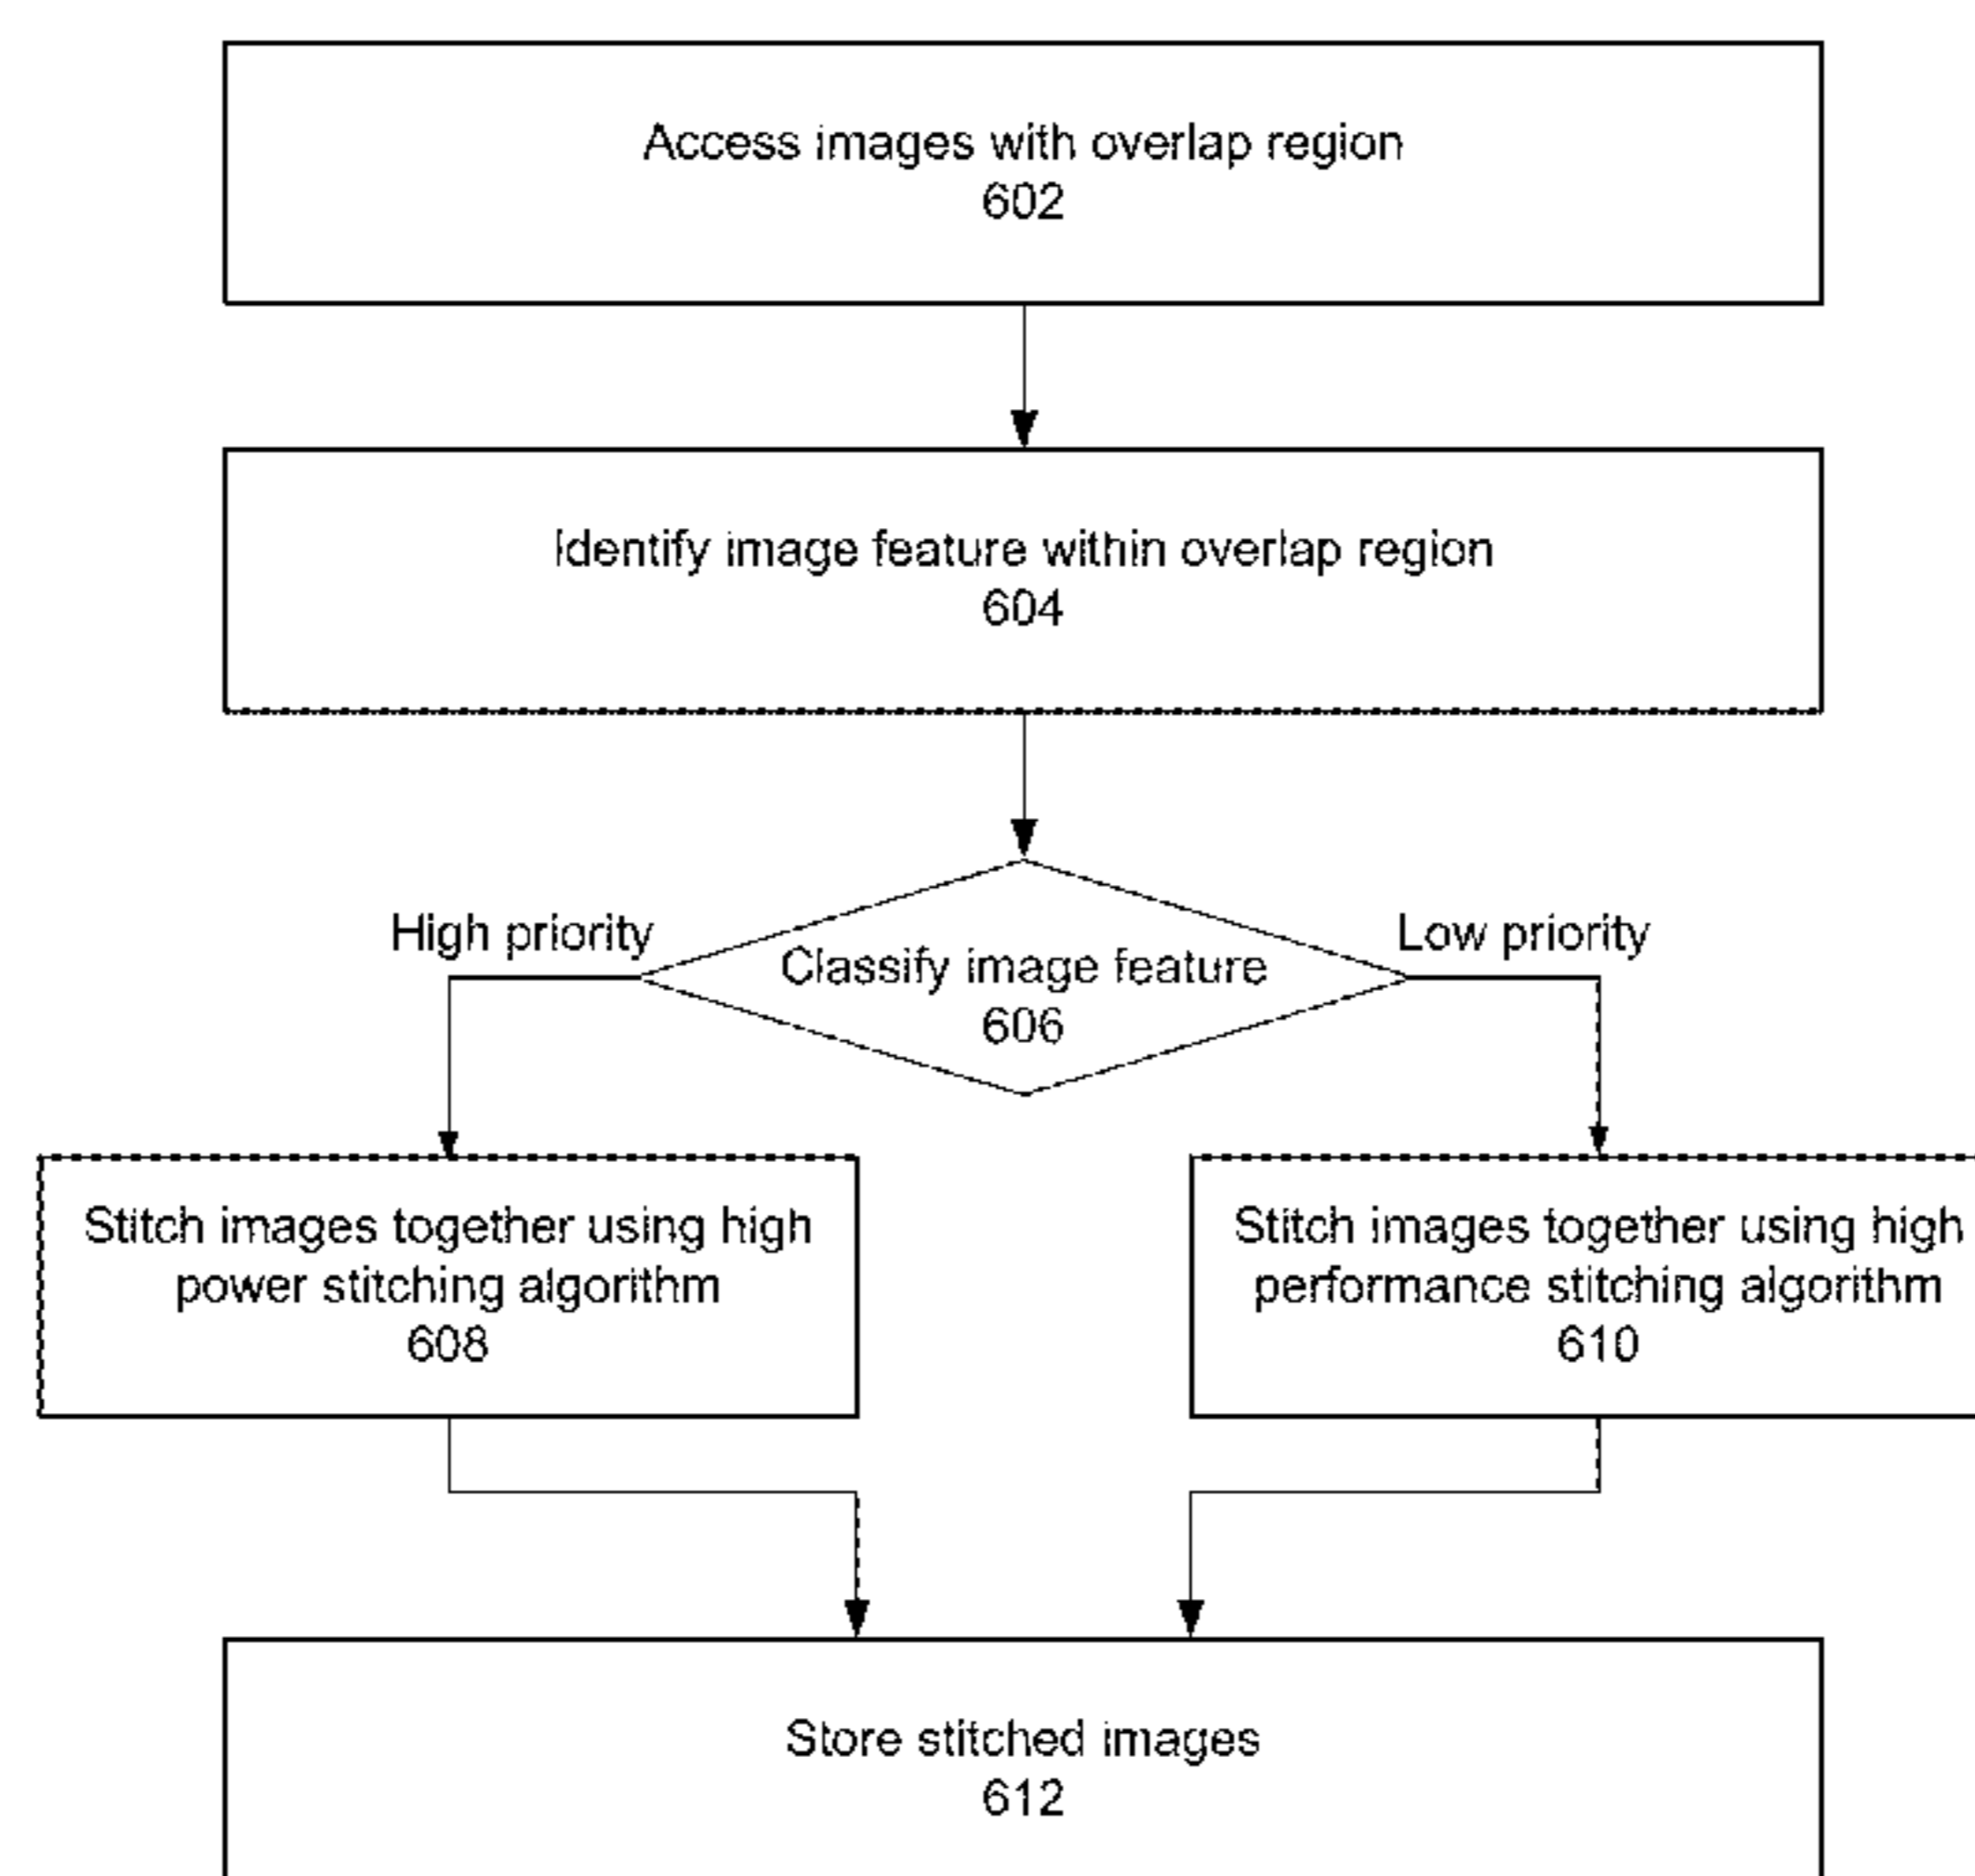 Access images with overlap region
602
Identify image feature within overlap region
604
High priority
Low priority
Classify image feature
606
Stitch images together using high
power stitching algorithm
608
Stitch images together using high
performance stitching algorithm
610
Store stitched images
612